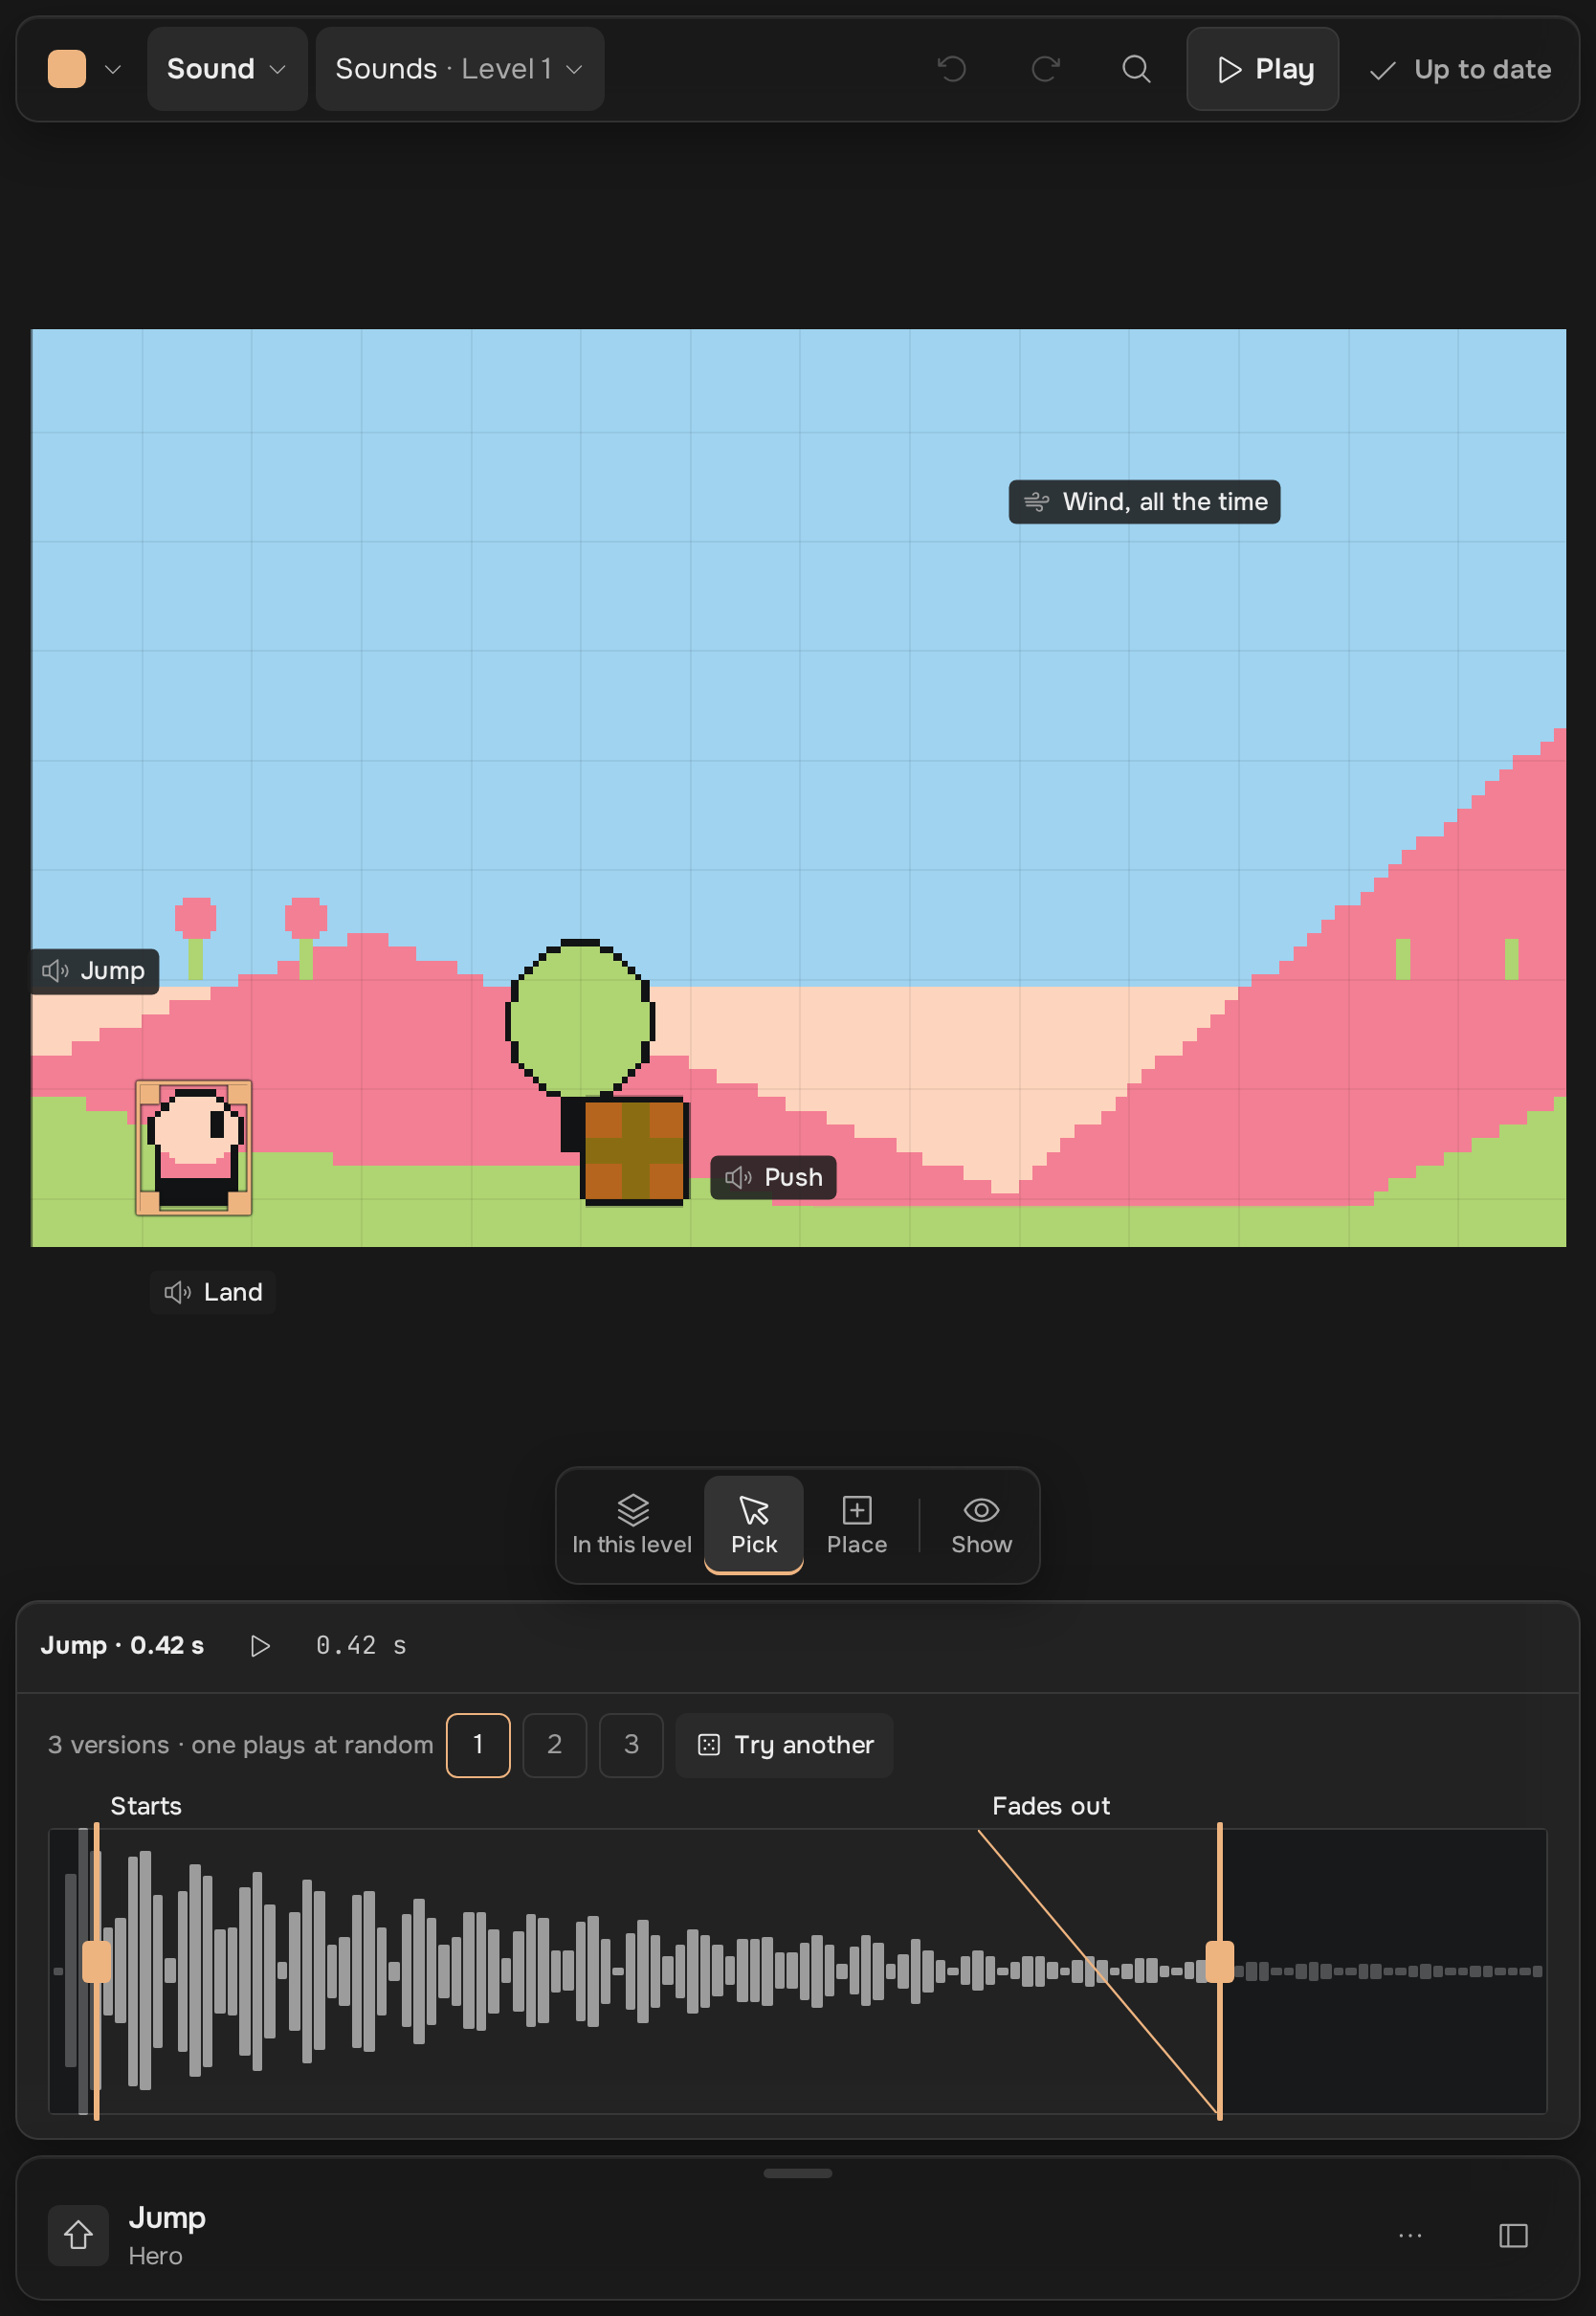 Sound
Sounds · Level 1
Play
Up to date
Wind, all the time
Jump
Push
Land
In this level
Pick
Place
Show
Jump · 0.42 s
0.42 s
3 versions · one plays at random
1
2
3
Try another
Starts
Fades out
Jump
Hero